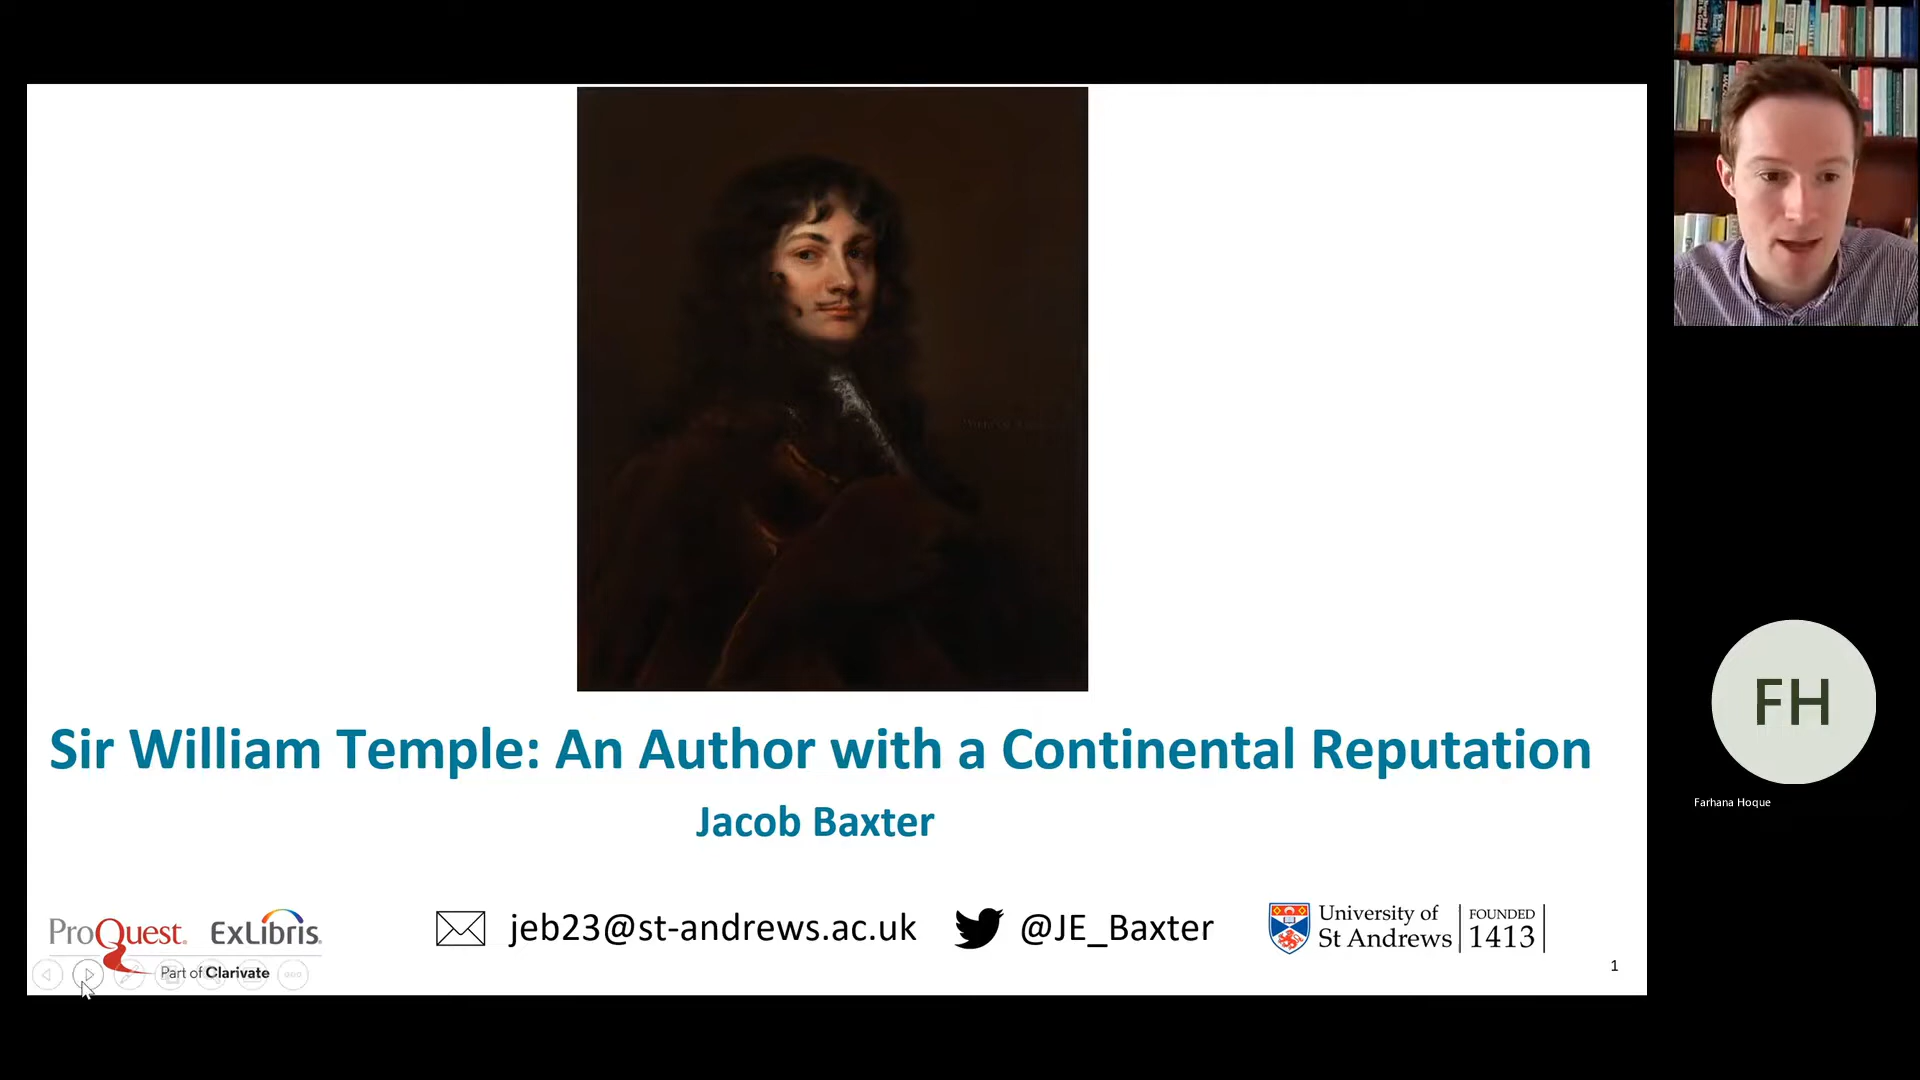 Sir William Temple: An Author with a Continental Reputation
Jacob Baxter
ProQuest
ExLibris
Part of Clarivate
jeb23@st-andrews.ac.uk
@JE_Baxter
University of
St Andrews
FOUNDED
1413
1
FH
Farhana Hoque